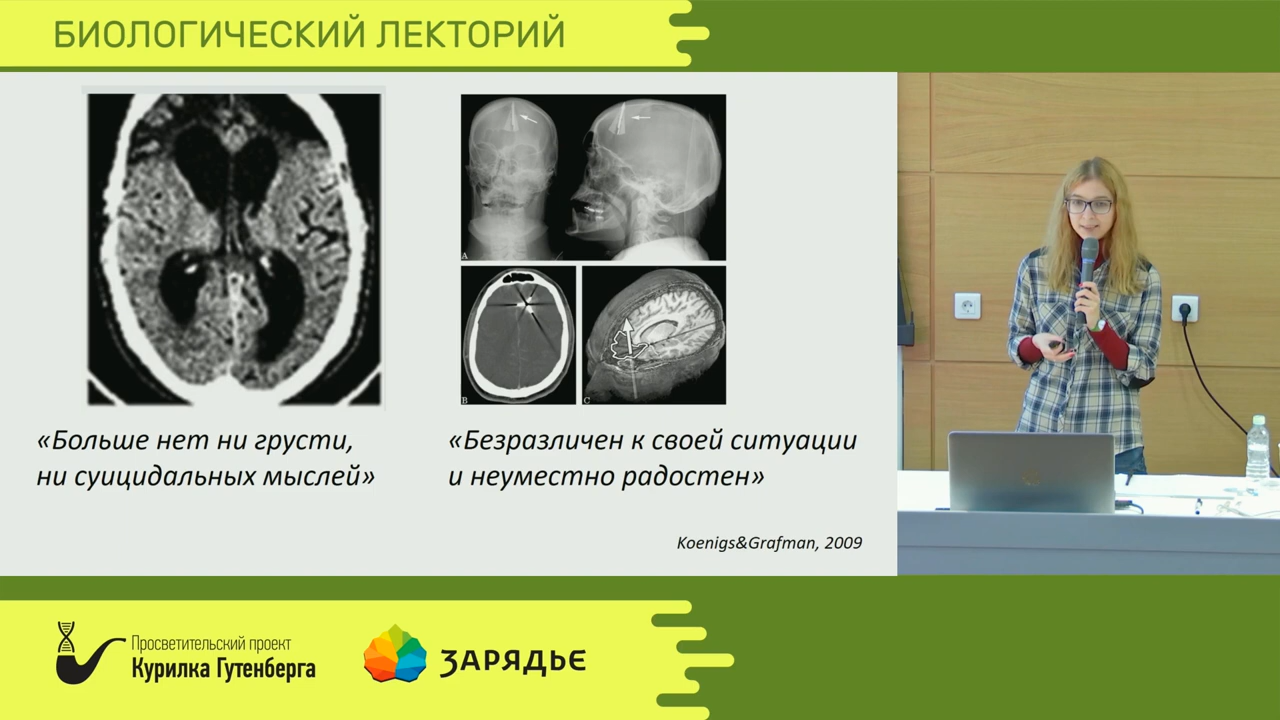 БИОЛОГИЧЕСКИЙ ЛЕКТОРИЙ
A
B
C
«Больше нет ни грусти,
ни суицидальных мыслей»
«Безразличен к своей ситуации
и неуместно радостен»
Koenigs&Grafman, 2009
Просветительский проект
Курилка Гутенберга
ЗАРЯДЬЕ